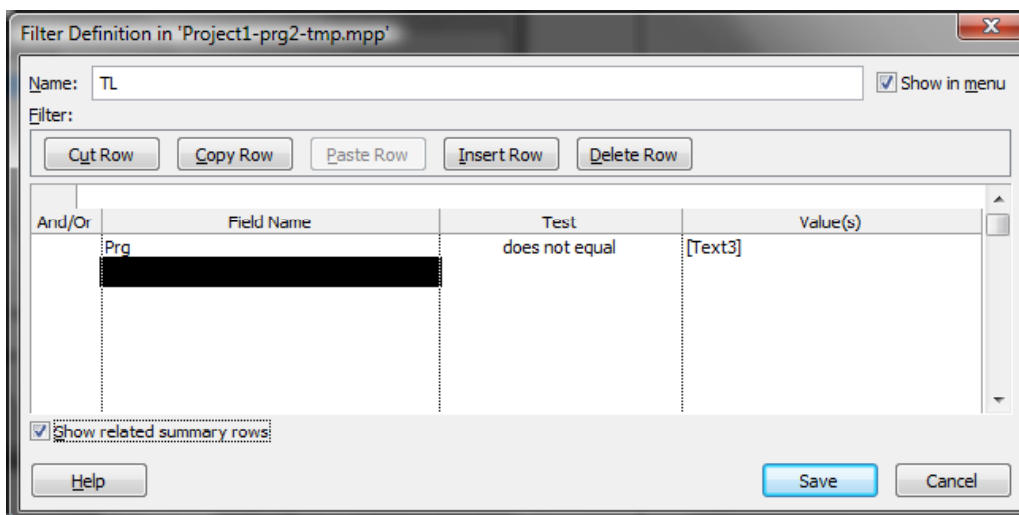 Filter Definition in 'Project1-prg2-tmp.mpp'
Name: TL Show in menu
Filter:
Cut Row Copy Row Paste Row Insert Row Delete Row
And/Or Field Name Test Value(s)
Prg does not equal [Text3]
Show related summary rows
Help Save Cancel